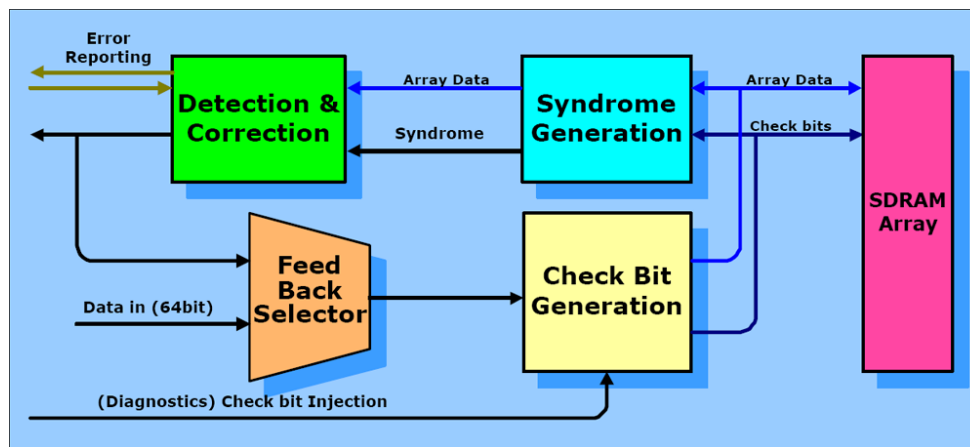 Error
Reporting
Detection &
Correction
Array Data
Syndrome
Syndrome
Generation
Array Data
Check bits
SDRAM
Array
Feed
Back
Selector
Data in (64bit)
Check Bit
Generation
(Diagnostics) Check bit Injection